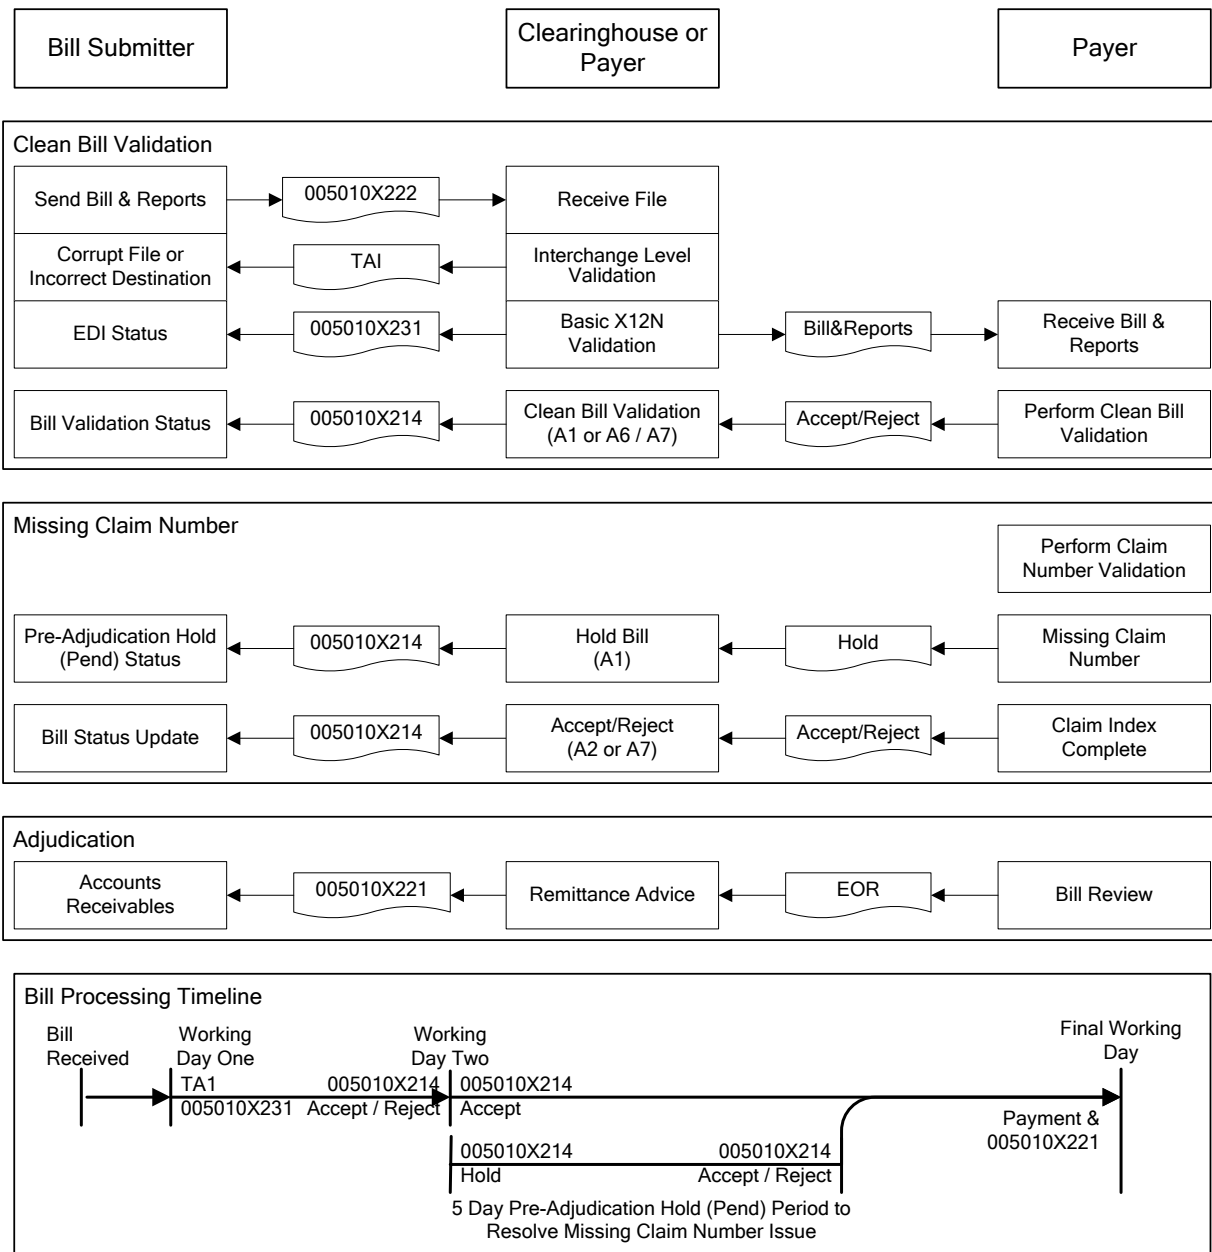 Bill Submitter
Clearinghouse or
Payer
Payer
Clean Bill Validation
Send Bill & Reports
005010X222
Receive File
Corrupt File or
Incorrect Destination
TAI
Interchange Level
Validation
EDI Status
005010X231
Basic X12N
Validation
Bill&Reports
Receive Bill &
Reports
Bill Validation Status
005010X214
Clean Bill Validation
(A1 or A6 / A7)
Accept/Reject
Perform Clean Bill
Validation
Missing Claim Number
Perform Claim
Number Validation
Pre-Adjudication Hold
(Pend) Status
005010X214
Hold Bill
(A1)
Hold
Missing Claim
Number
Bill Status Update
005010X214
Accept/Reject
(A2 or A7)
Accept/Reject
Claim Index
Complete
Adjudication
Accounts
Receivables
005010X221
Remittance Advice
EOR
Bill Review
Bill Processing Timeline
Bill
Received
Working
Day One
Working
Day Two
Final Working
Day
TA1
005010X231
005010X214
Accept / Reject
005010X214
Accept
Payment &
005010X221
005010X214
Hold
005010X214
Accept / Reject
5 Day Pre-Adjudication Hold (Pend) Period to
Resolve Missing Claim Number Issue